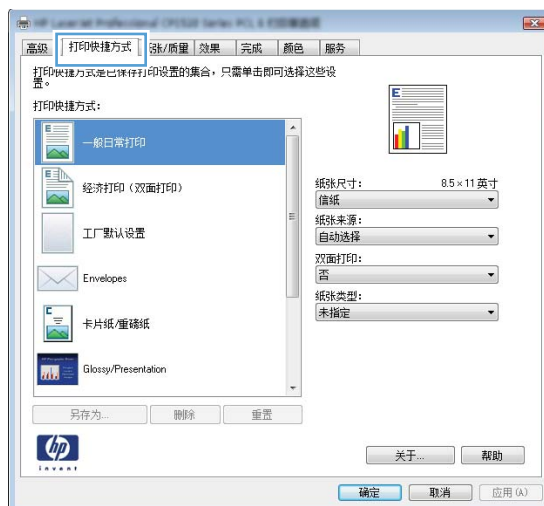 高级
打印快捷方式
纸张/质量
效果
完成
颜色
服务
打印快捷方式是已保存打印设置的集合，只需单击即可选择这些设
置。
打印快捷方式：
一般日常打印
经济打印（双面打印）
工厂默认设置
Envelopes
卡片纸/重磅纸
Glossy/Presentation
另存为...
删除
重置
E
纸张尺寸：
8.5×11 英寸
信纸
纸张来源：
自动选择
双面打印：
否
纸张类型：
未指定
hp
invent
关于...
帮助
确定
取消
应用(A)